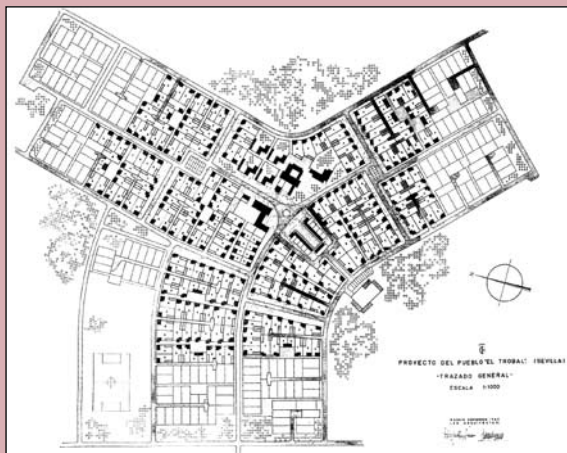 PROYECTO DEL PUEBLO "EL TROBAL" (SEVILLA)
-TRAZADO GENERAL-
ESCALA 1:1000